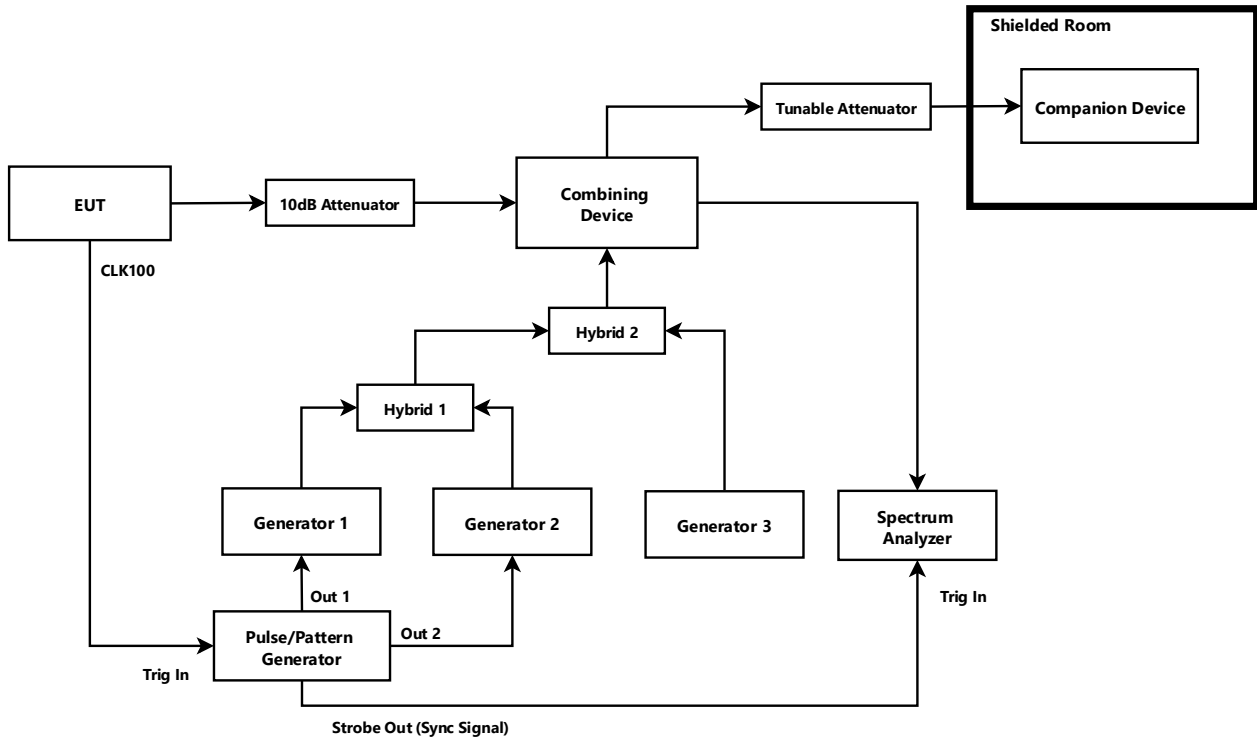 Shielded Room
Tunable Attenuator
Companion Device
EUT
10dB Attenuator
Combining
Device
CLK100
Hybrid 2
Hybrid 1
Generator 1
Generator 2
Generator 3
Spectrum
Analyzer
Out 1
Trig In
Pulse/Pattern
Generator
Out 2
Trig In
Strobe Out (Sync Signal)